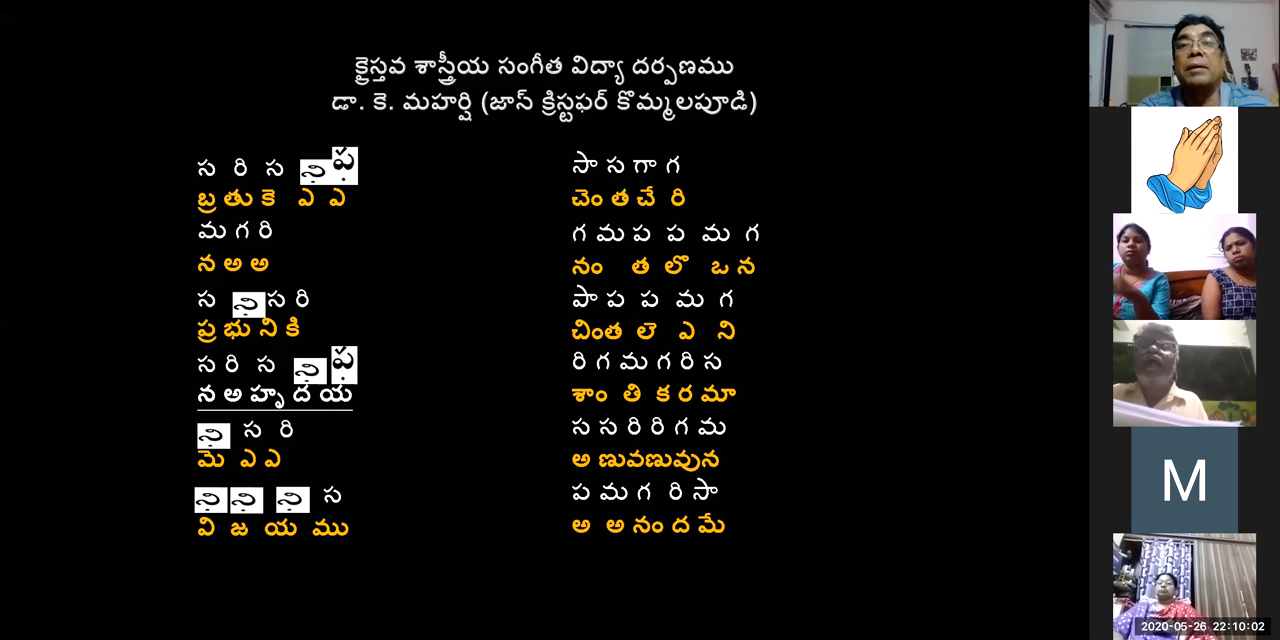 క్రైస్తవ శాస్త్రీయ సంగీత విద్యా దర్పణము
డా. కె. మహర్షి (జాస్ క్రిస్టఫర్ కొమ్మలపూడి)
స రి స ని ప
బ్ర తు కె ఎ ఎ
మ గ రి
న అ అ
స ని స రి
ప్ర భు ని కి
స రి స ని ప
న అ హృ ద య
ని స రి
మె ఎ ఎ
ని ని ని స
వి జ య ము
సా స గా గ
చెం త చే రి
గ మ ప ప మ గ
నం త లొ ఒ న
పా ప ప మ గ
చింత లె ఎ ని
రి గ మ గ రి స
శాం తి క ర మా
స స రి రి గ మ
అ ణువణువున
ప మ గ రి సా
అ అ నం ద మే
M
2020-05-26 22:10:02